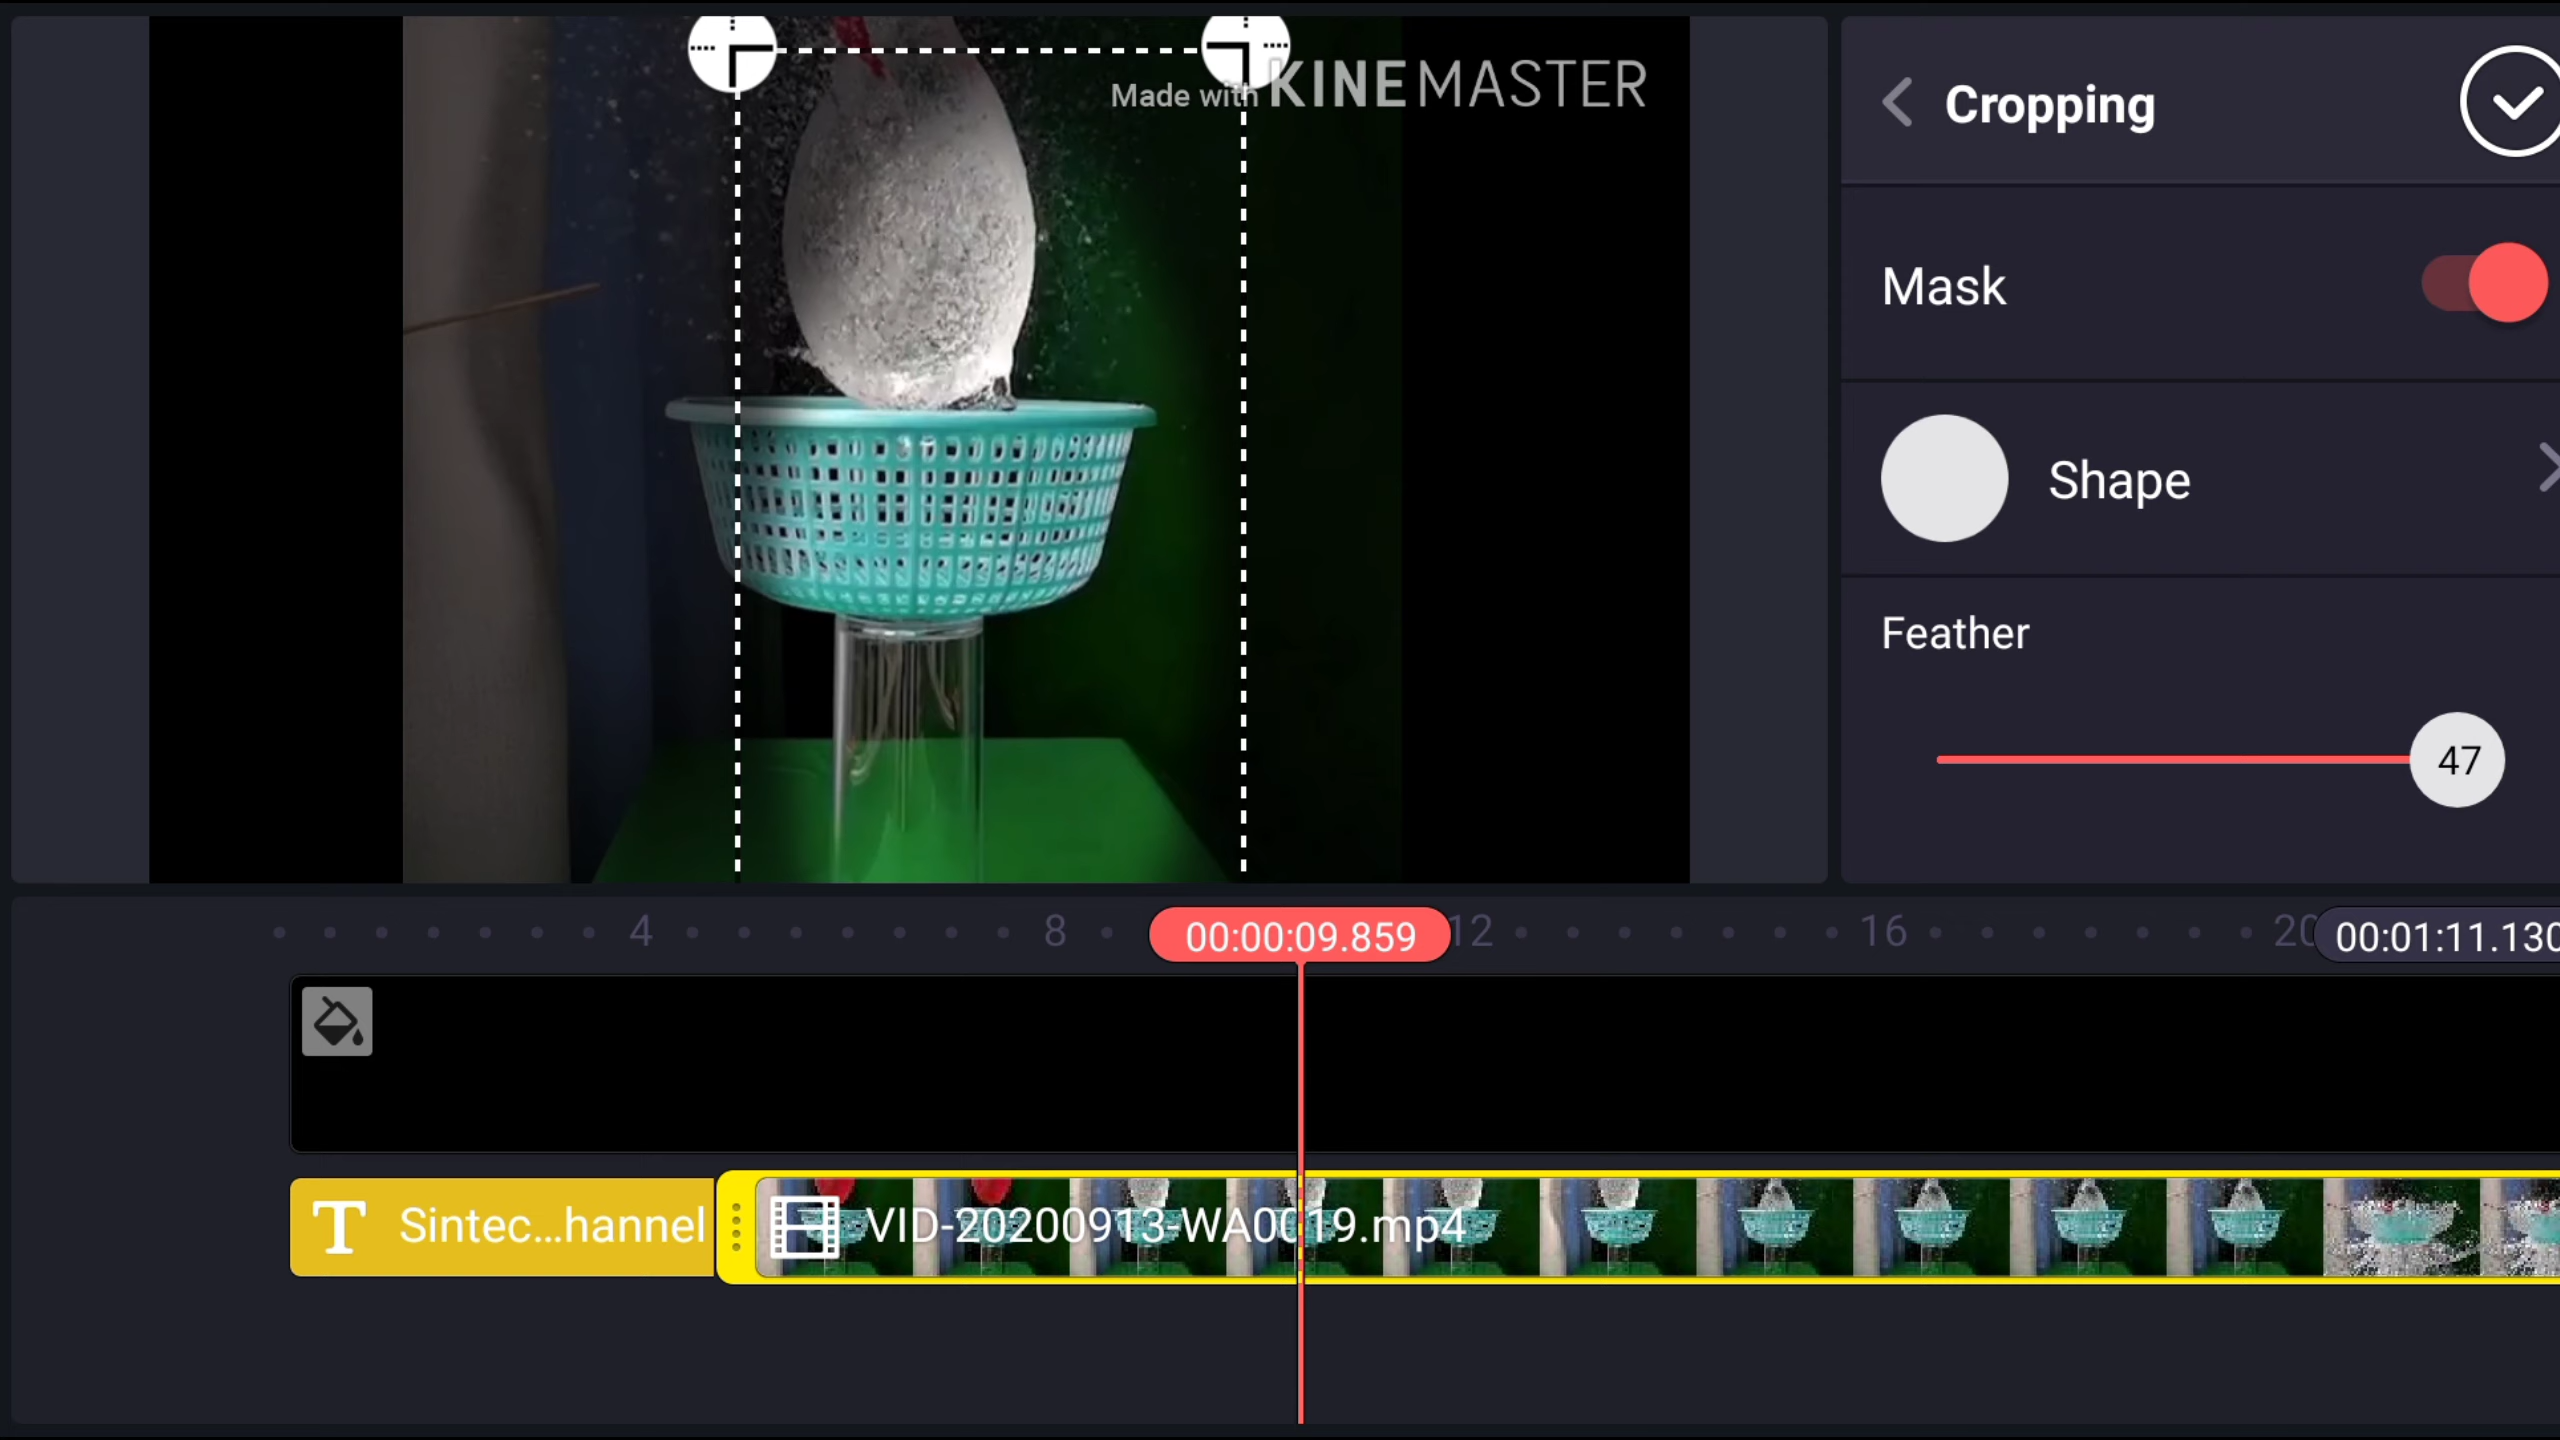 Made with KINEMASTER
Cropping
Mask
Shape
Feather
47
4 8 00:00:09.859 12 16 20 00:01:11.130
T Sintec...hannel
VID-20200913-WA0019.mp4